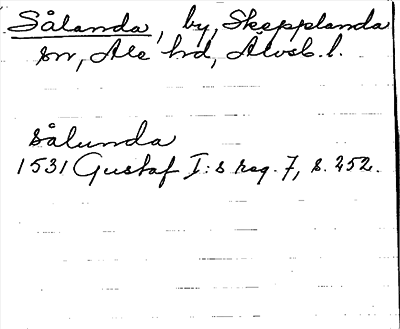 Sålanda, by, Skepplanda
sn, Ale hd, Älvsb. l.
sålunda
1531 Gustaf I:s reg. 7, s. 252.